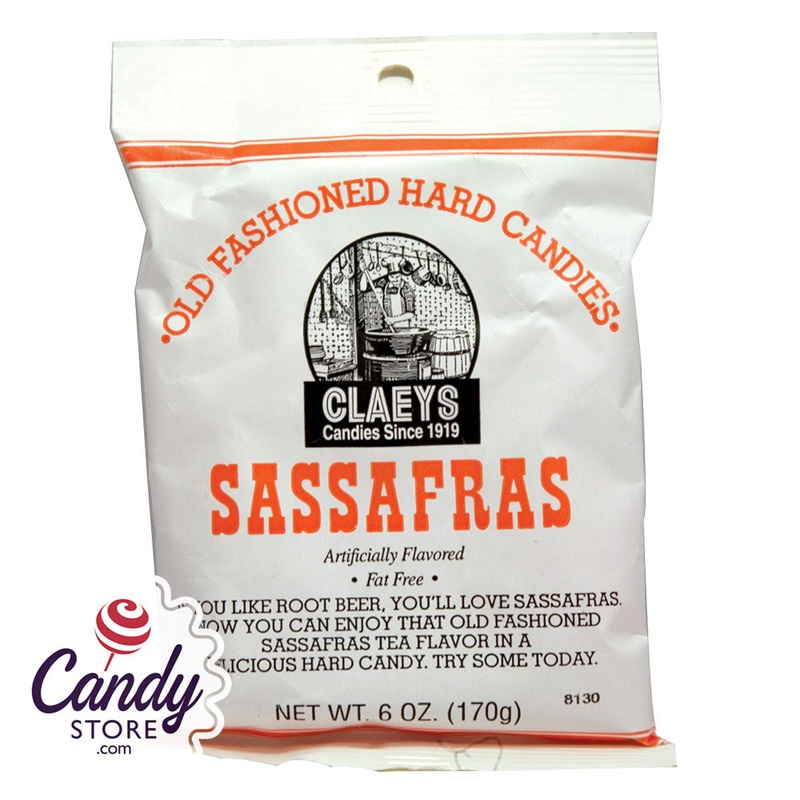 •OLD FASHIONED HARD CANDIES•
CLAEYS
Candies Since 1919
SASSAFRAS
Artificially Flavored
• Fat Free •
YOU LIKE ROOT BEER, YOU'LL LOVE SASSAFRAS.
NOW YOU CAN ENJOY THAT OLD FASHIONED
SASSAFRAS TEA FLAVOR IN A
LICIOUS HARD CANDY. TRY SOME TODAY.
NET WT. 6 OZ. (170g)
8130
Candy
STORE
.com